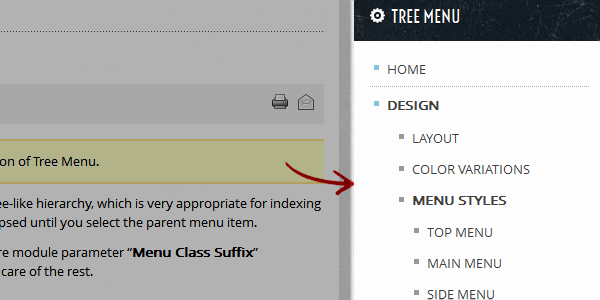 TREE MENU
HOME
DESIGN
LAYOUT
COLOR VARIATIONS
MENU STYLES
TOP MENU
MAIN MENU
SIDE MENU
on of Tree Menu.
e-like hierarchy, which is very appropriate for indexing
psed until you select the parent menu item.
re module parameter “Menu Class Suffix”
care of the rest.